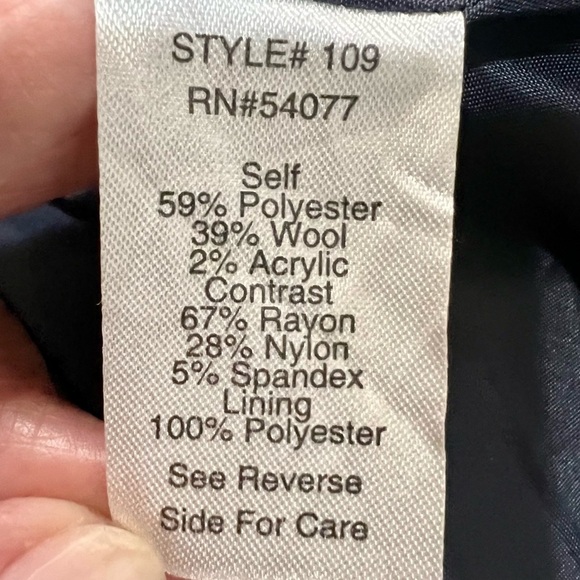 STYLE# 109
RN#54077
Self
59% Polyester
39% Wool
2% Acrylic
Contrast
67% Rayon
28% Nylon
5% Spandex
Lining
100% Polyester
See Reverse
Side For Care